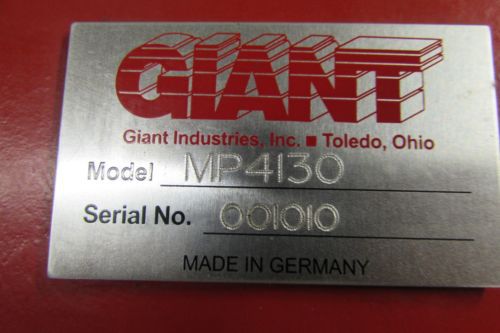 GIANT
Giant Industries, Inc. ■ Toledo, Ohio
Model MP4130
Serial No. 001010
MADE IN GERMANY